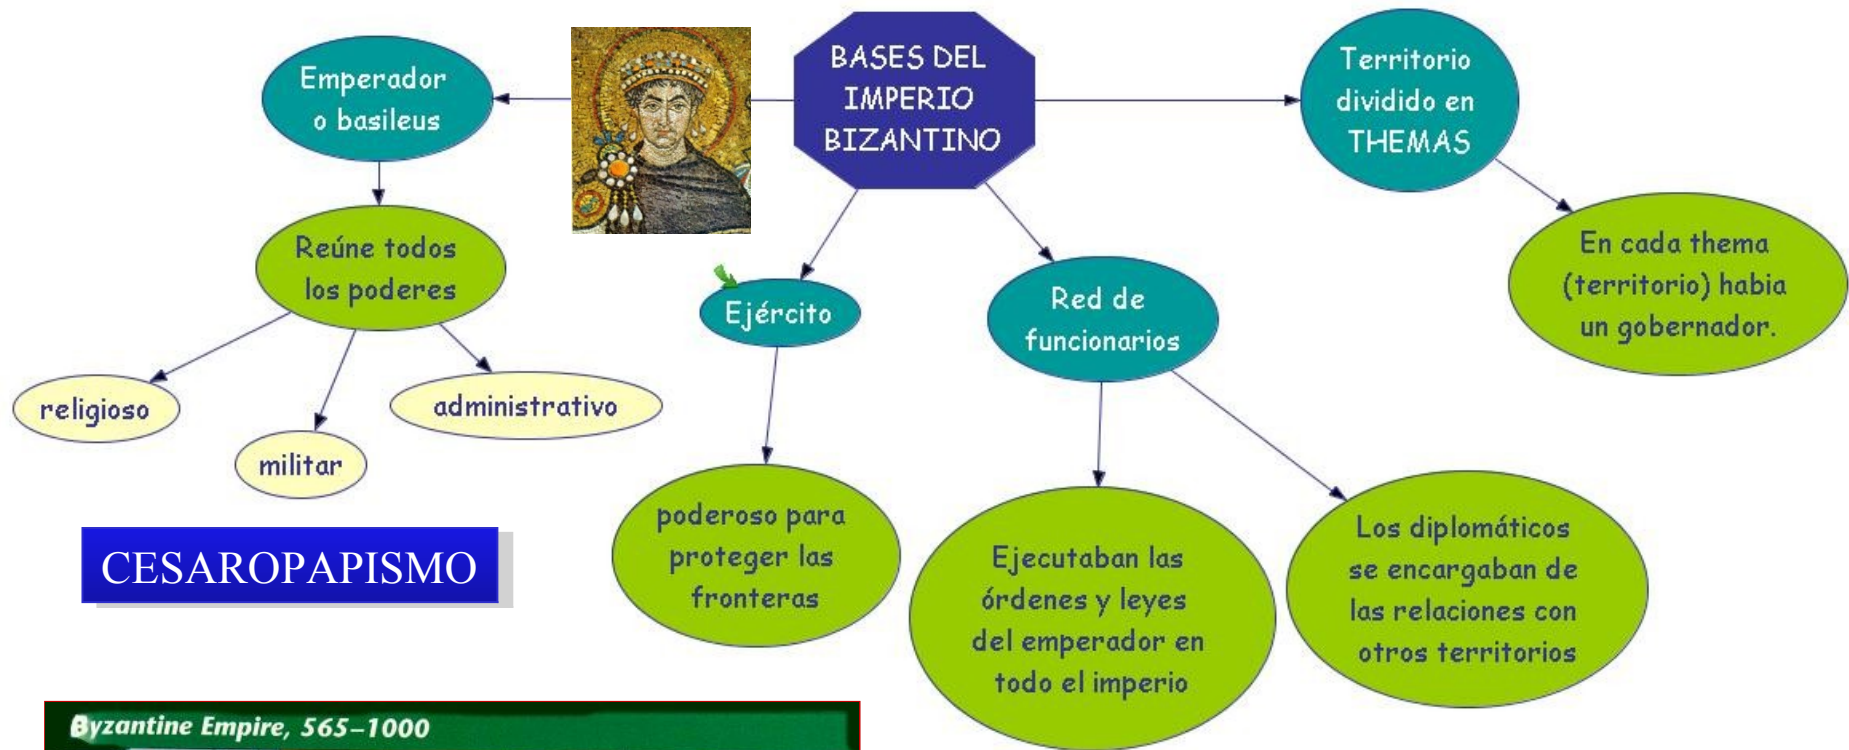 BASES DEL
IMPERIO
BIZANTINO
Emperador
o basileus
Reúne todos
los poderes
religioso
militar
administrativo
CESAROPAPISMO
Ejército
poderoso para
proteger las
fronteras
Red de
funcionarios
Ejecutaban las
órdenes y leyes
del emperador en
todo el imperio
Los diplomáticos
se encargaban de
las relaciones con
otros territorios
Territorio
dividido en
THEMAS
En cada thema
(territorio) habia
un gobernador.
Byzantine Empire, 565–1000